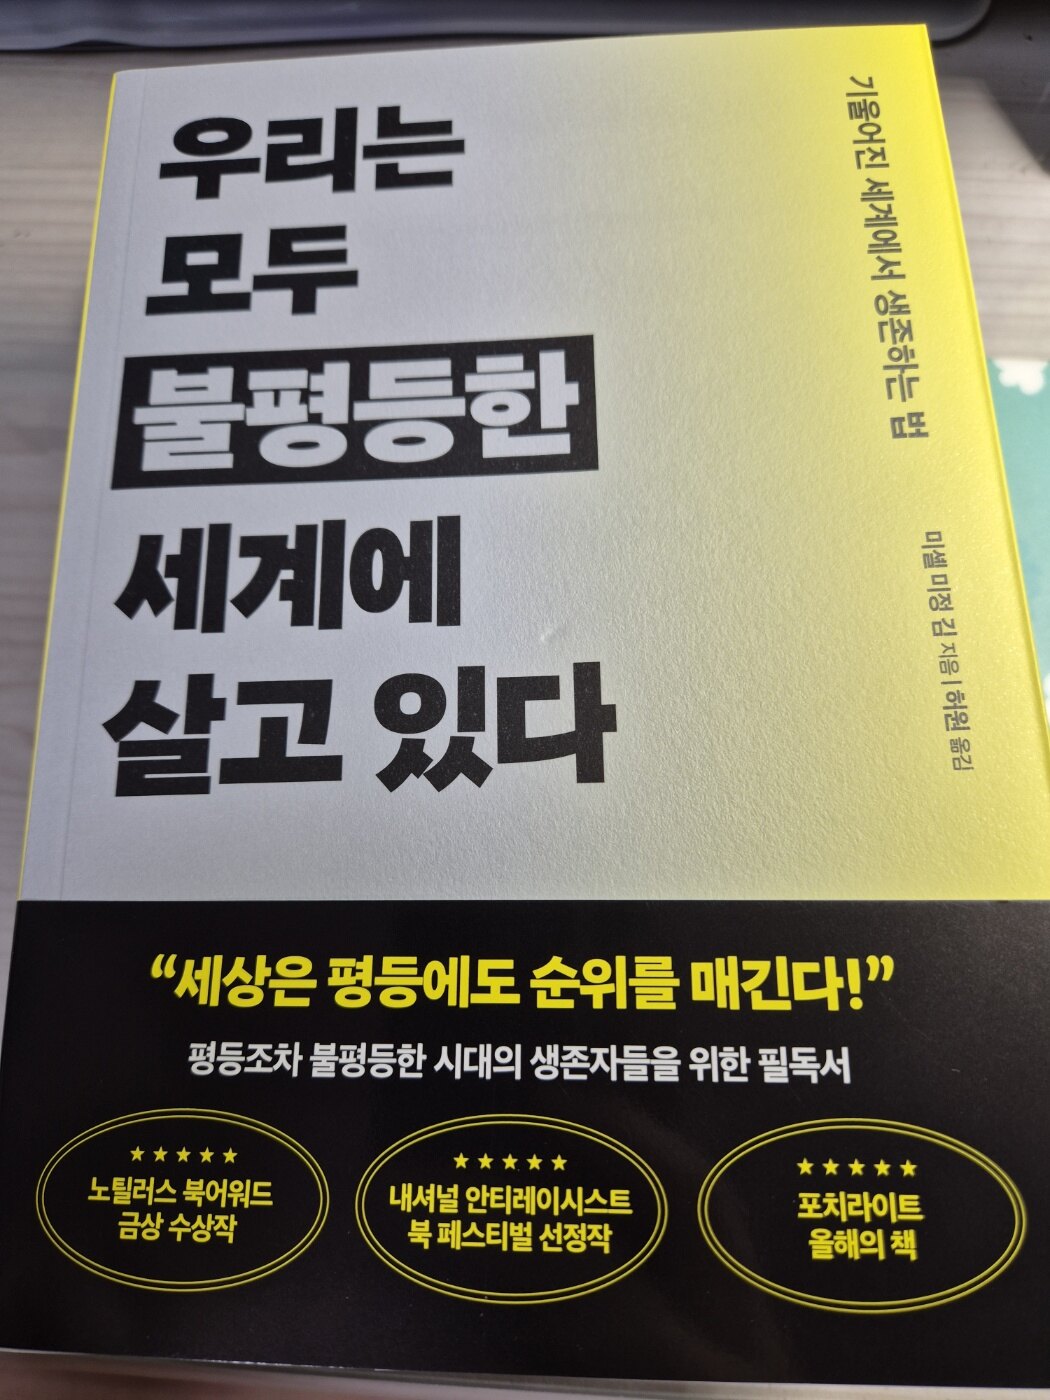 우리는
모두
불평등한
세계에
살고 있다
기울어진 세계에서 생존하는 법
미셸 미정 김 지음 | 허원 옮김
“세상은 평등에도 순위를 매긴다!”
평등조차 불평등한 시대의 생존자들을 위한 필독서
★★★★★
노틸러스 북어워드
금상 수상작
★★★★★
내셔널 안티레이시스트
북 페스티벌 선정작
★★★★★
포치라이트
올해의 책